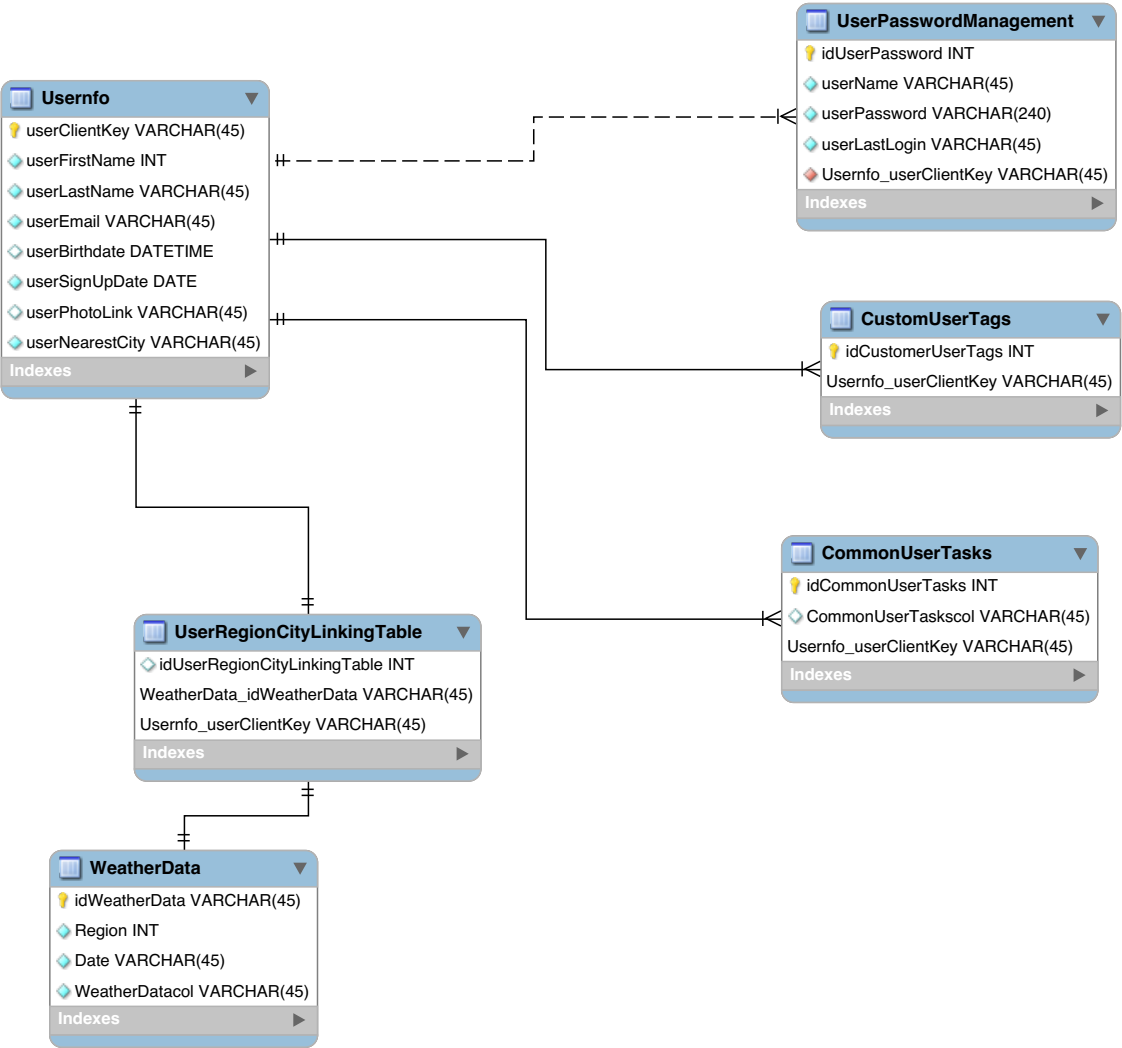 UserPasswordManagement
idUserPassword INT
userName VARCHAR(45)
userPassword VARCHAR(240)
userLastLogin VARCHAR(45)
Usernfo_userClientKey VARCHAR(45)
Indexes
Usernfo
userClientKey VARCHAR(45)
userFirstName INT
userLastName VARCHAR(45)
userEmail VARCHAR(45)
userBirthdate DATETIME
userSignUpDate DATE
userPhotoLink VARCHAR(45)
userNearestCity VARCHAR(45)
Indexes
CustomUserTags
idCustomerUserTags INT
Usernfo_userClientKey VARCHAR(45)
Indexes
CommonUserTasks
idCommonUserTasks INT
CommonUserTaskscol VARCHAR(45)
Usernfo_userClientKey VARCHAR(45)
Indexes
UserRegionCityLinkingTable
idUserRegionCityLinkingTable INT
WeatherData_idWeatherData VARCHAR(45)
Usernfo_userClientKey VARCHAR(45)
Indexes
WeatherData
idWeatherData VARCHAR(45)
Region INT
Date VARCHAR(45)
WeatherDatacol VARCHAR(45)
Indexes